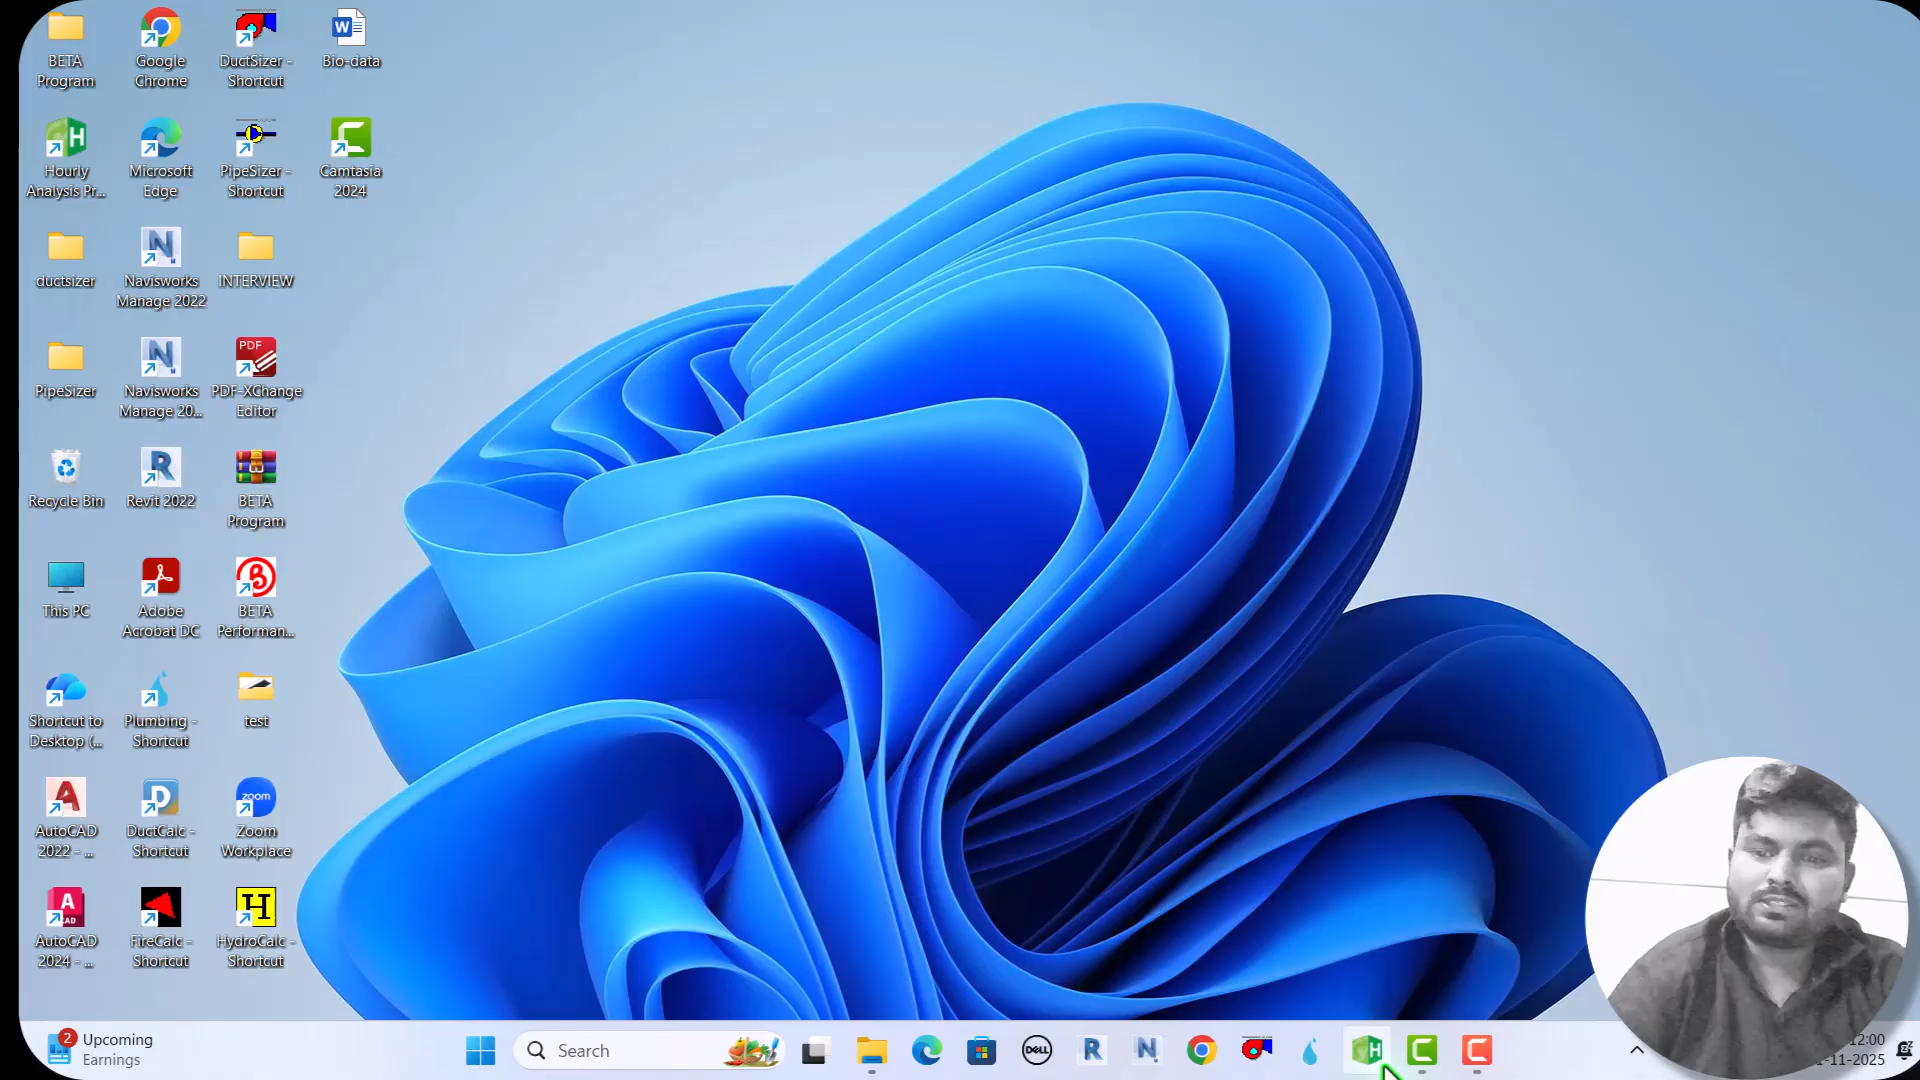 BETA
Program
Google
Chrome
DuctSizer -
Shortcut
Bio-data
Hourly
Analysis Pr...
Microsoft
Edge
PipeSizer -
Shortcut
Camtasia
2024
ductsizer
Navisworks
Manage 2022
INTERVIEW
PipeSizer
Navisworks
Manage 20...
PDF
PDF-XChange
Editor
Recycle Bin
Revit 2022
BETA
Program
This PC
Adobe
Acrobat DC
BETA
Performan...
Shortcut to
Desktop (...
Plumbing -
Shortcut
test
AutoCAD
2022 - ...
DuctCalc -
Shortcut
zoom
Zoom
Workplace
AutoCAD
2024 - ...
FireCalc -
Shortcut
HydroCalc -
Shortcut
2
Upcoming
Earnings
Search
DELL
12:00
-11-2025